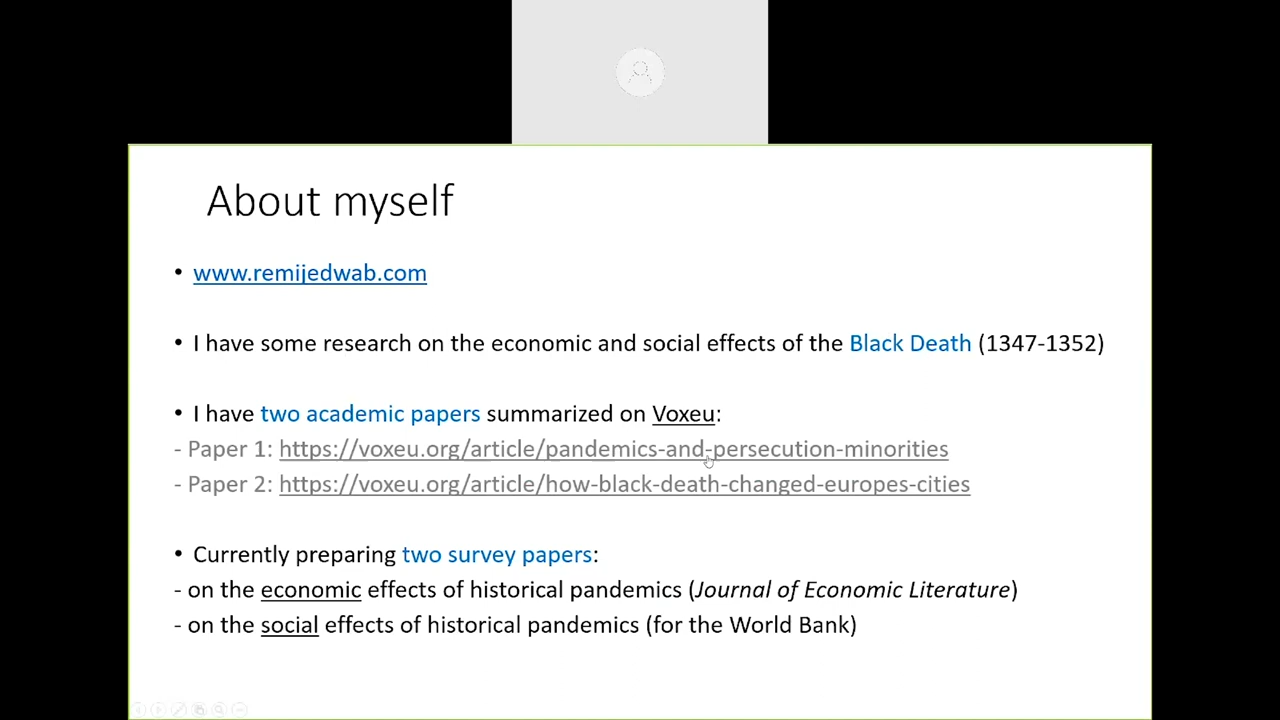 About myself
• www.remijedwab.com
• I have some research on the economic and social effects of the Black Death (1347-1352)
• I have two academic papers summarized on Voxeu:
- Paper 1: https://voxeu.org/article/pandemics-and-persecution-minorities
- Paper 2: https://voxeu.org/article/how-black-death-changed-europes-cities
• Currently preparing two survey papers:
- on the economic effects of historical pandemics (Journal of Economic Literature)
- on the social effects of historical pandemics (for the World Bank)